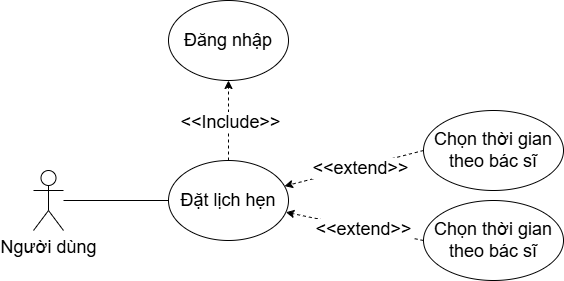 Đăng nhập
<<Include>>
Chọn thời gian
theo bác sĩ
<<extend>>
Đặt lịch hẹn
Người dùng
<<extend>>
Chọn thời gian
theo bác sĩ